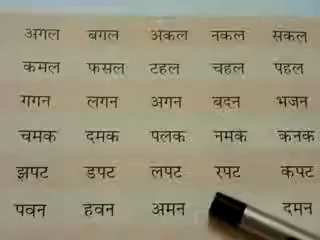 अगल बगल अकल नकल सकल
कमल फसल टहल चहल पहल
गगन लगन अगन वदन भजन
चमक दमक पलक नमक कनक
झपट डपट लपट रपट कपट
पवन हवन अमन दमन